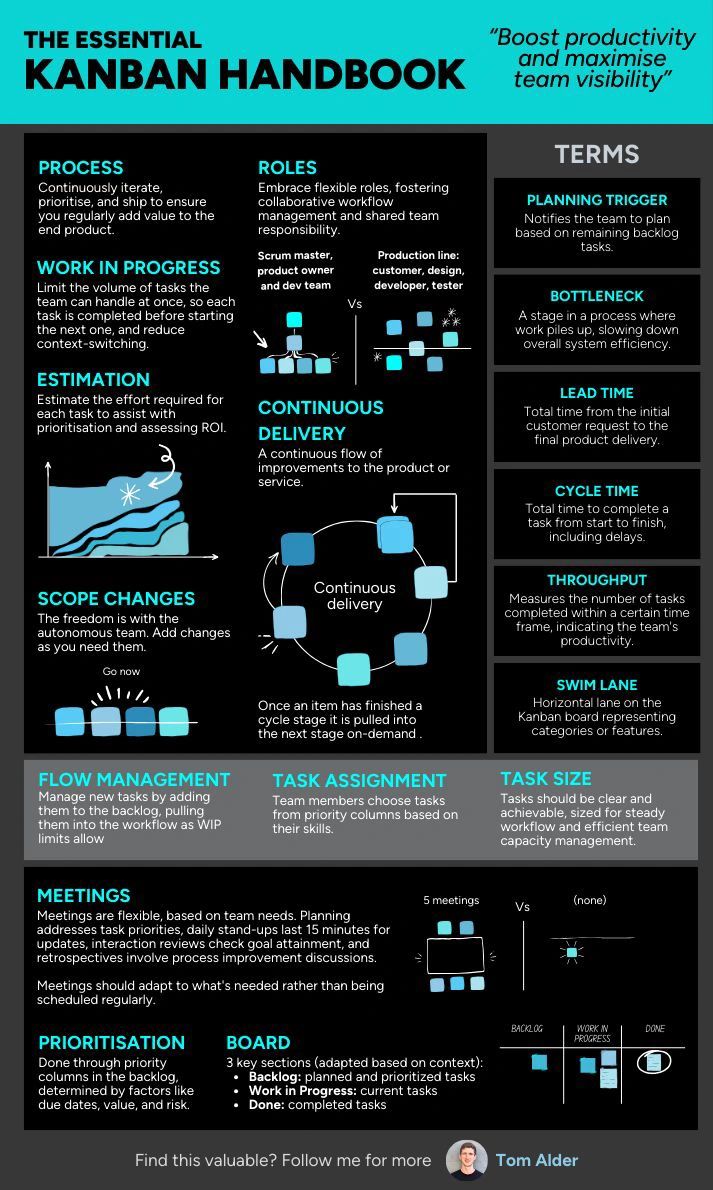 THE ESSENTIAL
KANBAN HANDBOOK
“Boost productivity
and maximise
team visibility”
PROCESS
Continuously iterate,
prioritise, and ship to ensure
you regularly add value to the
end product.
WORK IN PROGRESS
Limit the volume of tasks the
team can handle at once, so each
task is completed before starting
the next one, and reduce
context-switching.
ESTIMATION
Estimate the effort required for
each task to assist with
prioritisation and assessing ROI.
SCOPE CHANGES
The freedom is with the
autonomous team. Add changes
as you need them.
Go now
ROLES
Embrace flexible roles, fostering
collaborative workflow
management and shared team
responsibility.
Scrum master,
product owner
and dev team
Vs
Production line:
customer, design,
developer, tester
CONTINUOUS
DELIVERY
A continuous flow of
improvements to the product or
service.
Continuous
delivery
Once an item has finished a
cycle stage it is pulled into
the next stage on-demand .
TERMS
PLANNING TRIGGER
Notifies the team to plan
based on remaining backlog
tasks.
BOTTLENECK
A stage in a process where
work piles up, slowing down
overall system efficiency.
LEAD TIME
Total time from the initial
customer request to the
final product delivery.
CYCLE TIME
Total time to complete a
task from start to finish,
including delays.
THROUGHPUT
Measures the number of tasks
completed within a certain time
frame, indicating the team's
productivity.
SWIM LANE
Horizontal lane on the
Kanban board representing
categories or features.
FLOW MANAGEMENT
Manage new tasks by adding
them to the backlog, pulling
them into the workflow as WIP
limits allow
TASK ASSIGNMENT
Team members choose tasks
from priority columns based on
their skills.
TASK SIZE
Tasks should be clear and
achievable, sized for steady
workflow and efficient team
capacity management.
MEETINGS
Meetings are flexible, based on team needs. Planning
addresses task priorities, daily stand-ups last 15 minutes for
updates, interaction reviews check goal attainment, and
retrospectives involve process improvement discussions.
Meetings should adapt to what's needed rather than being
scheduled regularly.
5 meetings
Vs
(none)
PRIORITISATION
Done through priority
columns in the backlog,
determined by factors like
due dates, value, and risk.
BOARD
3 key sections (adapted based on context):
• Backlog: planned and prioritized tasks
• Work in Progress: current tasks
• Done: completed tasks
BACKLOG
WORK IN
PROGRESS
DONE
Find this valuable? Follow me for more
Tom Alder